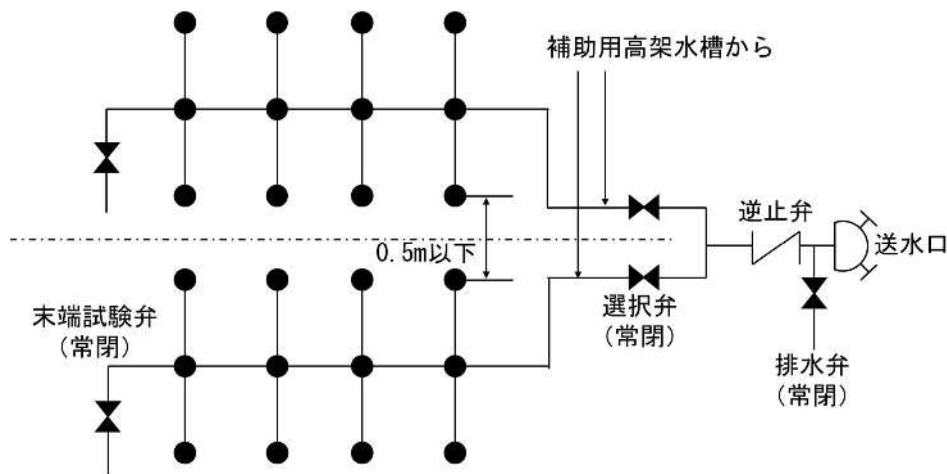 補助用高架水槽から
逆止弁
送水口
0.5m以下
選択弁
(常閉)
末端試験弁
(常閉)
排水弁
(常閉)